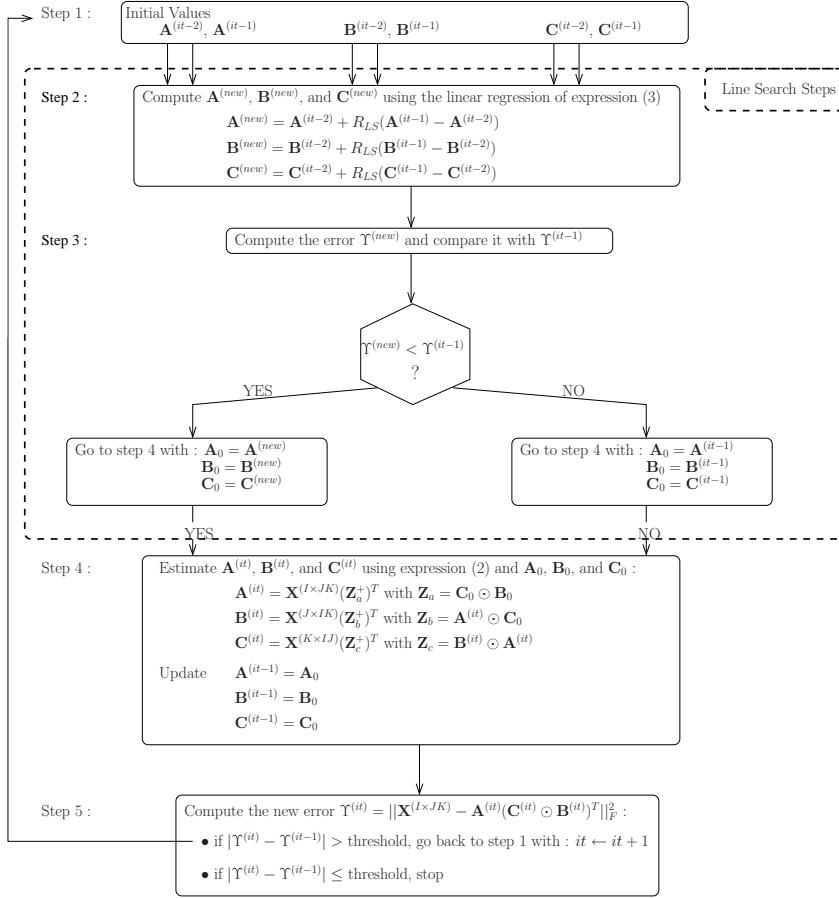 Step 1 : Initial Values
𝐀^{(it−2)}, 𝐀^{(it−1)} 𝐁^{(it−2)}, 𝐁^{(it−1)} 𝐂^{(it−2)}, 𝐂^{(it−1)}
Line Search Steps
Step 2 : Compute 𝐀^{(new)}, 𝐁^{(new)}, and 𝐂^{(new)} using the linear regression of expression (3)
𝐀^{(new)} = 𝐀^{(it−2)} + R_{LS}(𝐀^{(it−1)} − 𝐀^{(it−2)})
𝐁^{(new)} = 𝐁^{(it−2)} + R_{LS}(𝐁^{(it−1)} − 𝐁^{(it−2)})
𝐂^{(new)} = 𝐂^{(it−2)} + R_{LS}(𝐂^{(it−1)} − 𝐂^{(it−2)})
Step 3 : Compute the error Υ^{(new)} and compare it with Υ^{(it−1)}
Υ^{(new)} < Υ^{(it−1)}
?
YES
NO
Go to step 4 with : 𝐀_0 = 𝐀^{(new)}
𝐁_0 = 𝐁^{(new)}
𝐂_0 = 𝐂^{(new)}
Go to step 4 with : 𝐀_0 = 𝐀^{(it−1)}
𝐁_0 = 𝐁^{(it−1)}
𝐂_0 = 𝐂^{(it−1)}
YES
NO
Step 4 : Estimate 𝐀^{(it)}, 𝐁^{(it)}, and 𝐂^{(it)} using expression (2) and 𝐀_0, 𝐁_0, and 𝐂_0 :
𝐀^{(it)} = 𝐗^{(I×JK)}(𝐙_a^+)^T with 𝐙_a = 𝐂_0 ⊙ 𝐁_0
𝐁^{(it)} = 𝐗^{(J×IK)}(𝐙_b^+)^T with 𝐙_b = 𝐀^{(it)} ⊙ 𝐂_0
𝐂^{(it)} = 𝐗^{(K×IJ)}(𝐙_c^+)^T with 𝐙_c = 𝐁^{(it)} ⊙ 𝐀^{(it)}
Update 𝐀^{(it−1)} = 𝐀_0
𝐁^{(it−1)} = 𝐁_0
𝐂^{(it−1)} = 𝐂_0
Step 5 : Compute the new error Υ^{(it)} = ||𝐗^{(I×JK)} − 𝐀^{(it)}(𝐂^{(it)} ⊙ 𝐁^{(it)})^T||_F^2 :
• if |Υ^{(it)} − Υ^{(it−1)}| > threshold, go back to step 1 with : it ← it + 1
• if |Υ^{(it)} − Υ^{(it−1)}| ≤ threshold, stop